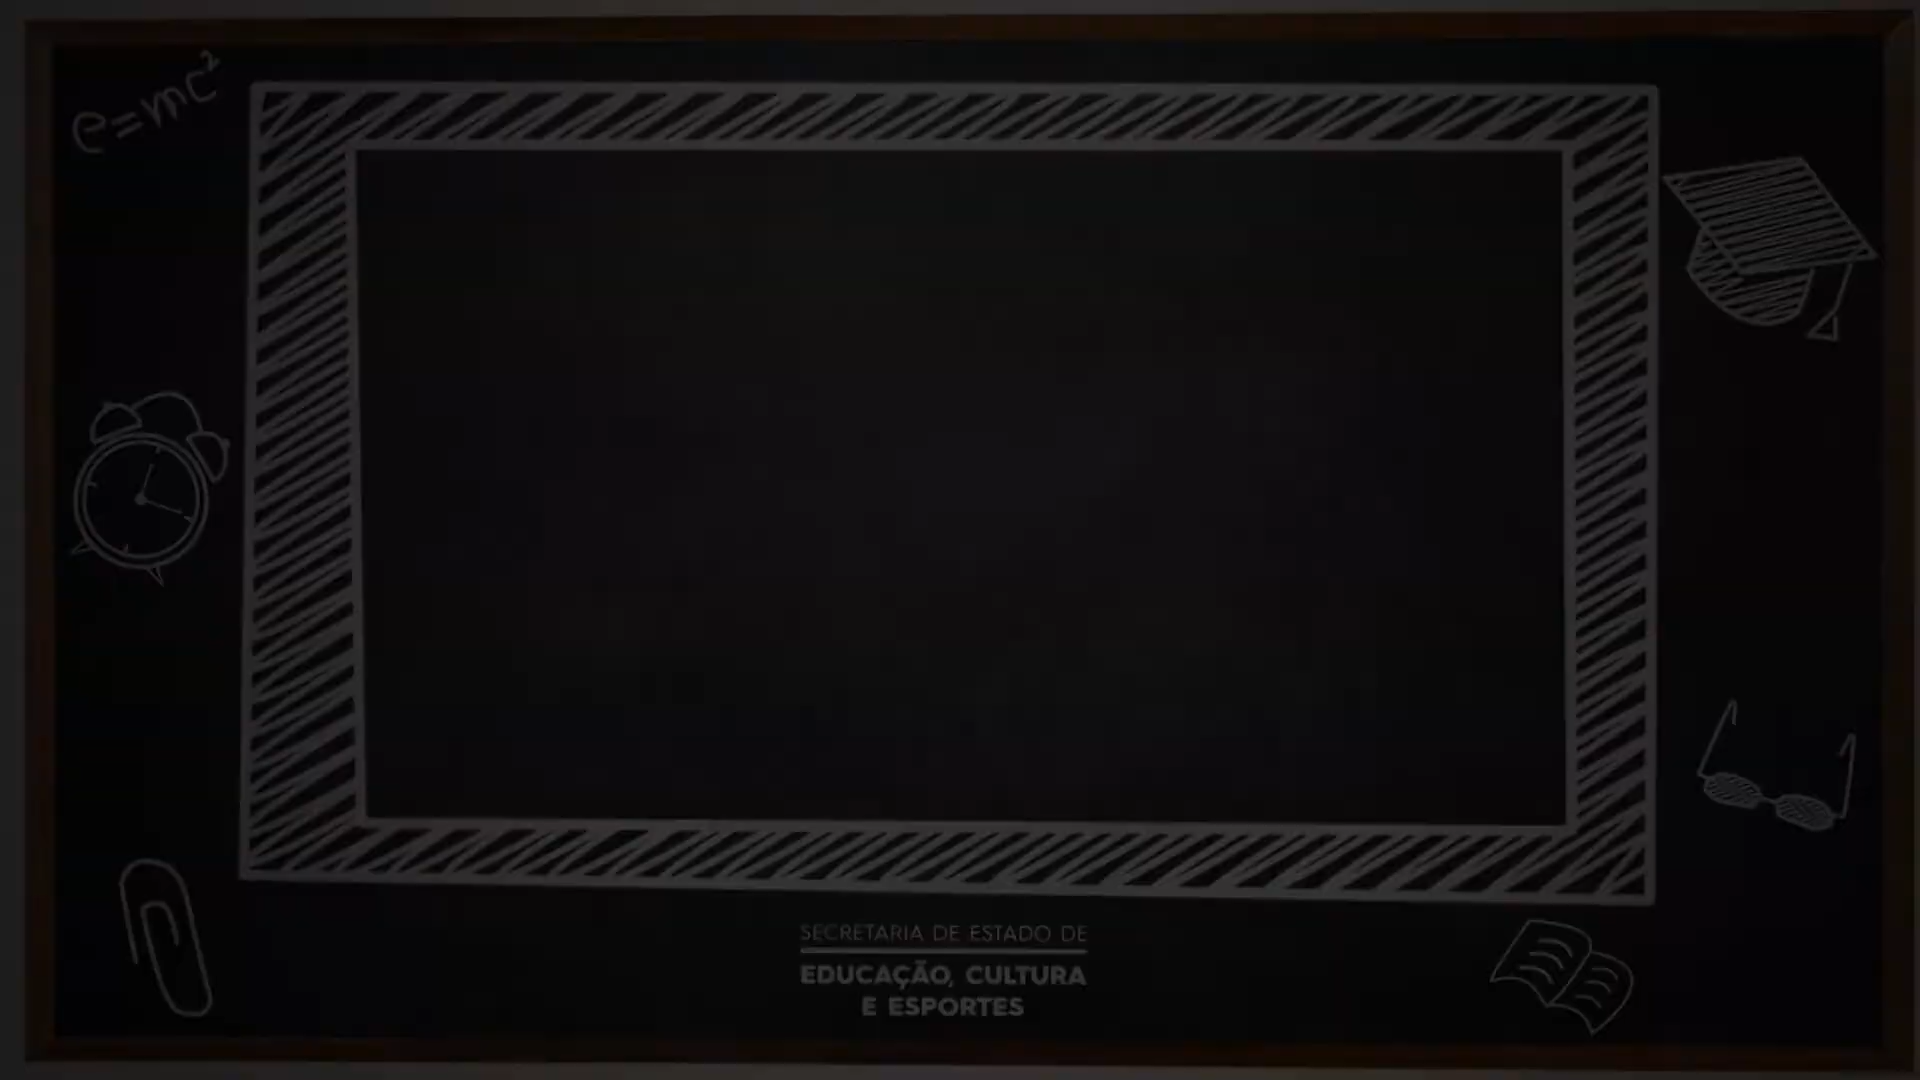 e=mc²
SECRETARIA DE ESTADO DE
EDUCAÇÃO, CULTURA
E ESPORTES